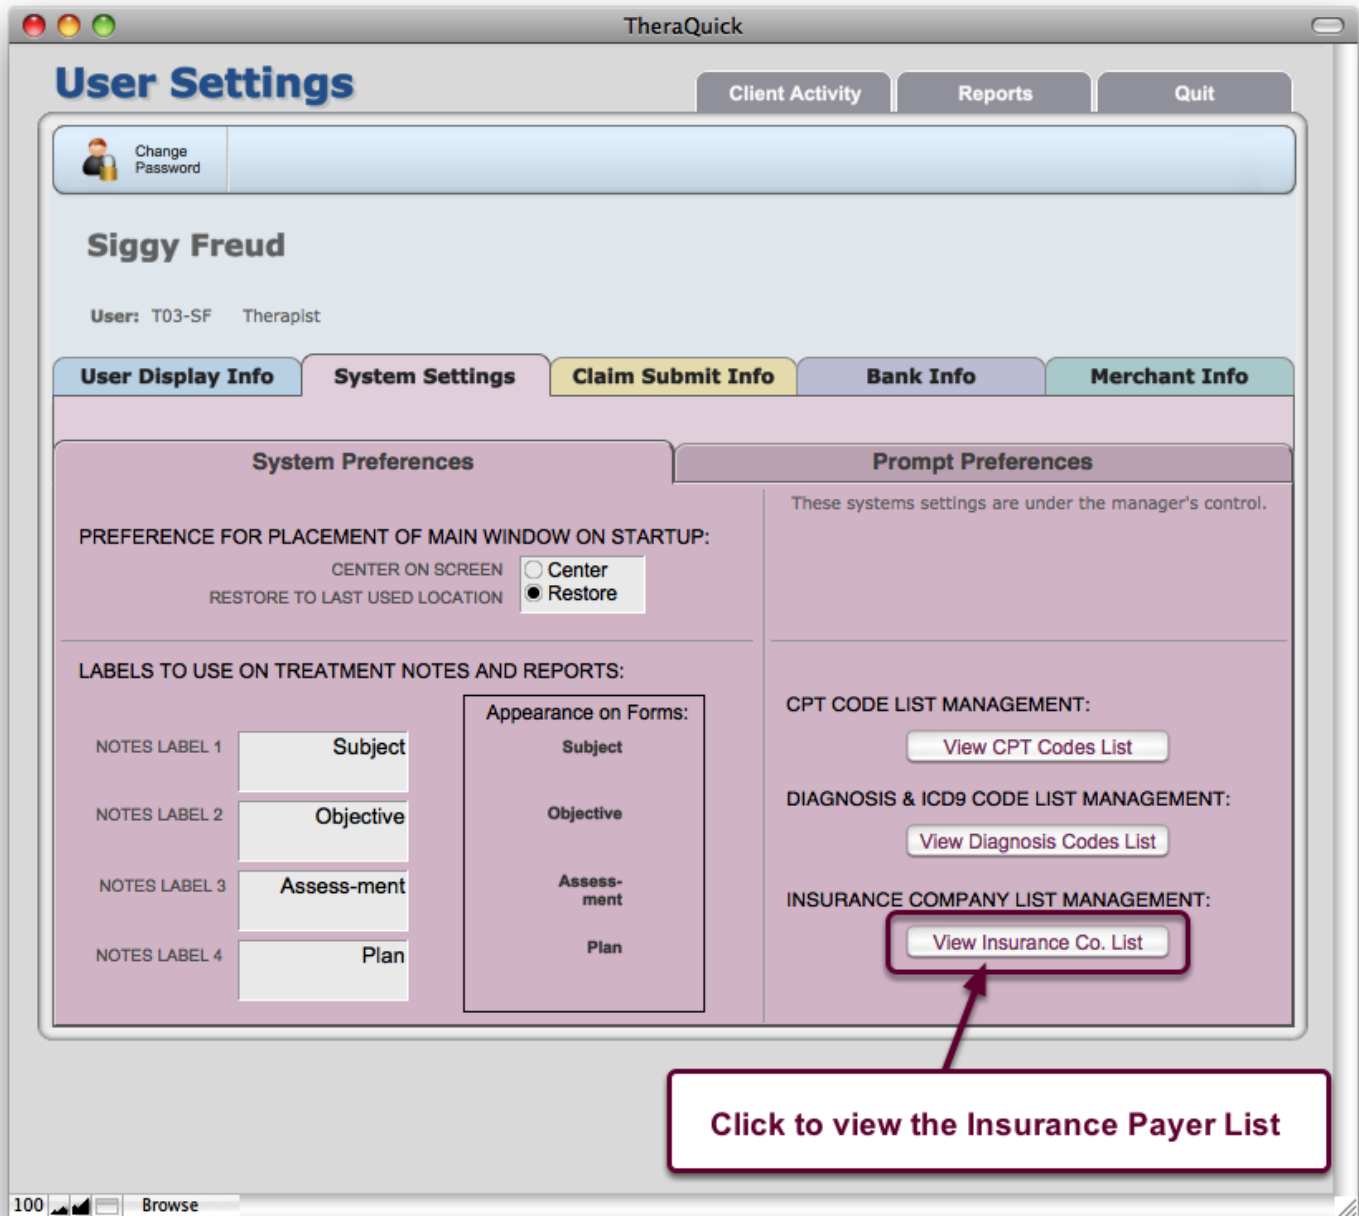 TheraQuick
User Settings
Client Activity
Reports
Quit
Change
Password
Siggy Freud
User: T03-SF Therapist
User Display Info
System Settings
Claim Submit Info
Bank Info
Merchant Info
System Preferences
Prompt Preferences
These systems settings are under the manager's control.
PREFERENCE FOR PLACEMENT OF MAIN WINDOW ON STARTUP:
CENTER ON SCREEN
Center
RESTORE TO LAST USED LOCATION
Restore
LABELS TO USE ON TREATMENT NOTES AND REPORTS:
Appearance on Forms:
NOTES LABEL 1
Subject
Subject
NOTES LABEL 2
Objective
Objective
NOTES LABEL 3
Assess-ment
Assess-
ment
NOTES LABEL 4
Plan
Plan
CPT CODE LIST MANAGEMENT:
View CPT Codes List
DIAGNOSIS & ICD9 CODE LIST MANAGEMENT:
View Diagnosis Codes List
INSURANCE COMPANY LIST MANAGEMENT:
View Insurance Co. List
Click to view the Insurance Payer List
100
Browse